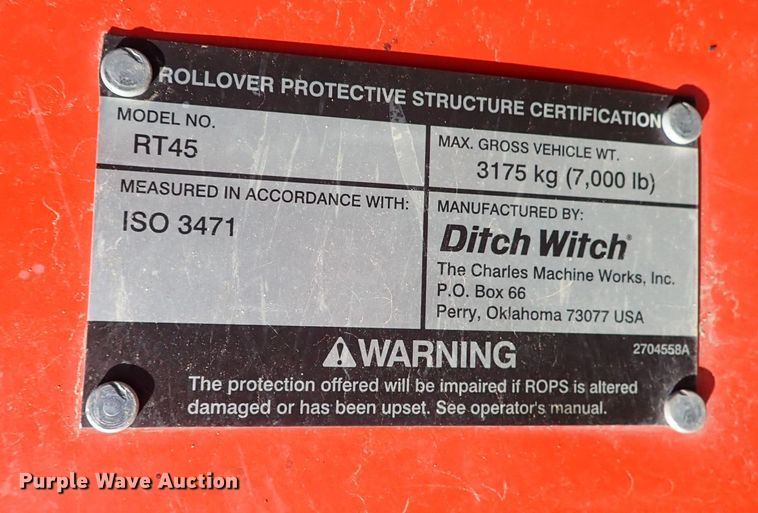 ROLLOVER PROTECTIVE STRUCTURE CERTIFICATION
MODEL NO.
RT45
MAX. GROSS VEHICLE WT.
3175 kg (7,000 lb)
MEASURED IN ACCORDANCE WITH:
ISO 3471
MANUFACTURED BY:
Ditch Witch®
The Charles Machine Works, Inc.
P.O. Box 66
Perry, Oklahoma 73077 USA
WARNING
2704558A
The protection offered will be impaired if ROPS is altered
damaged or has been upset. See operator's manual.
Purple Wave Auction